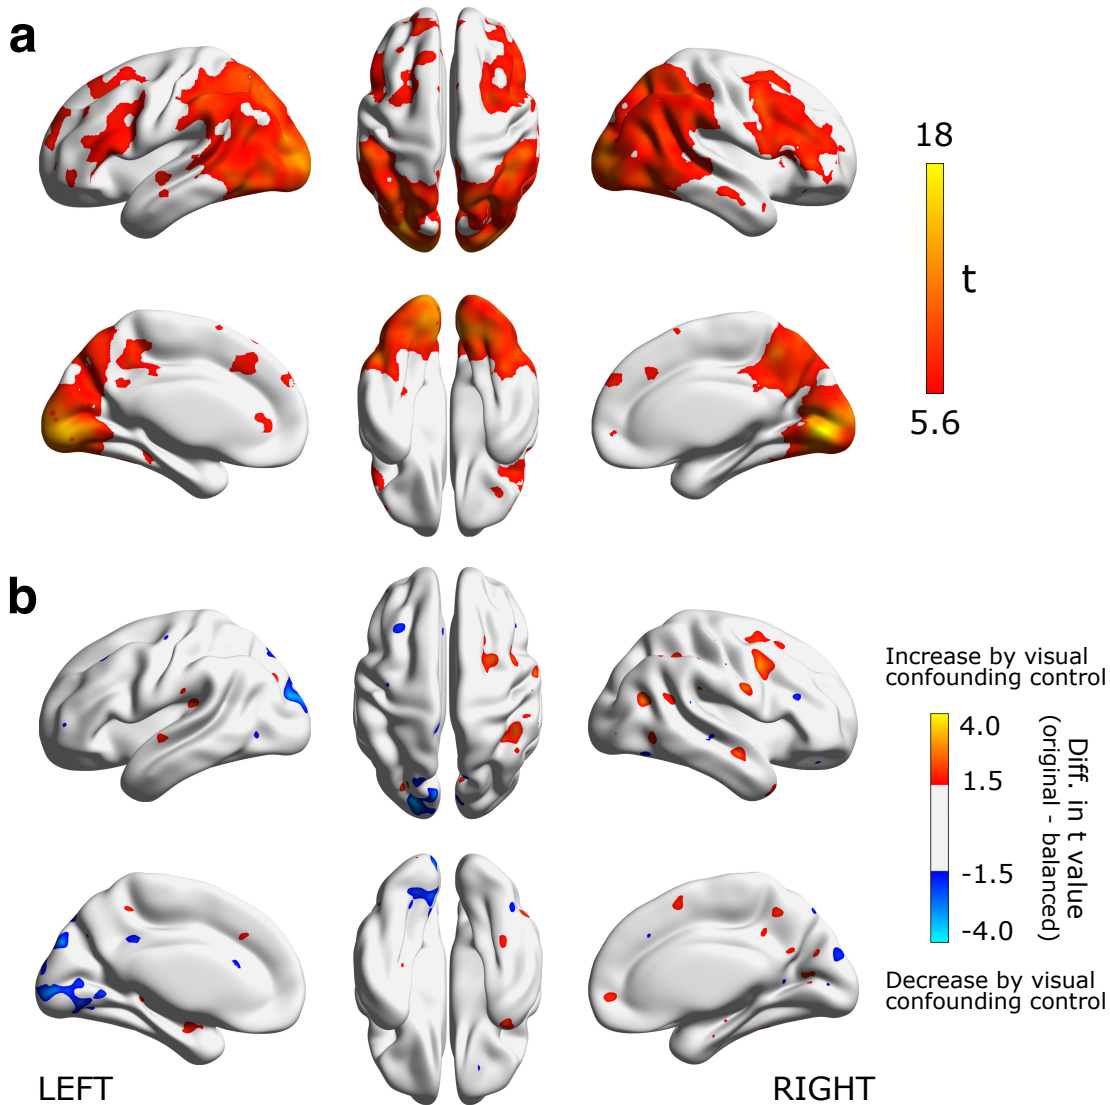 a
18
t
5.6
b
Increase by visual
confounding control
4.0
1.5
-1.5
-4.0
Diff. in t value
(original - balanced)
Decrease by visual
confounding control
LEFT
RIGHT